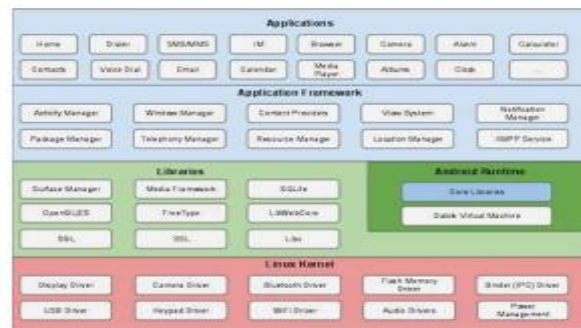 Applications
Home Dialer SMS/MMS IM Browser Camera Alarm Calculator
Contacts Voice Dial Email Calendar Media Player Albums Clock ...
Application Framework
Activity Manager Window Manager Content Providers View System Notification Manager
Package Manager Telephony Manager Resource Manager Location Manager XMPP Service
Libraries Android Runtime
Surface Manager Media Framework SQLite Core Libraries
OpenGL|ES FreeType LibWebCore Dalvik Virtual Machine
SGL SSL Libc
Linux Kernel
Display Driver Camera Driver Bluetooth Driver Flash Memory Driver Binder (IPC) Driver
USB Driver Keypad Driver WiFi Driver Audio Drivers Power Management